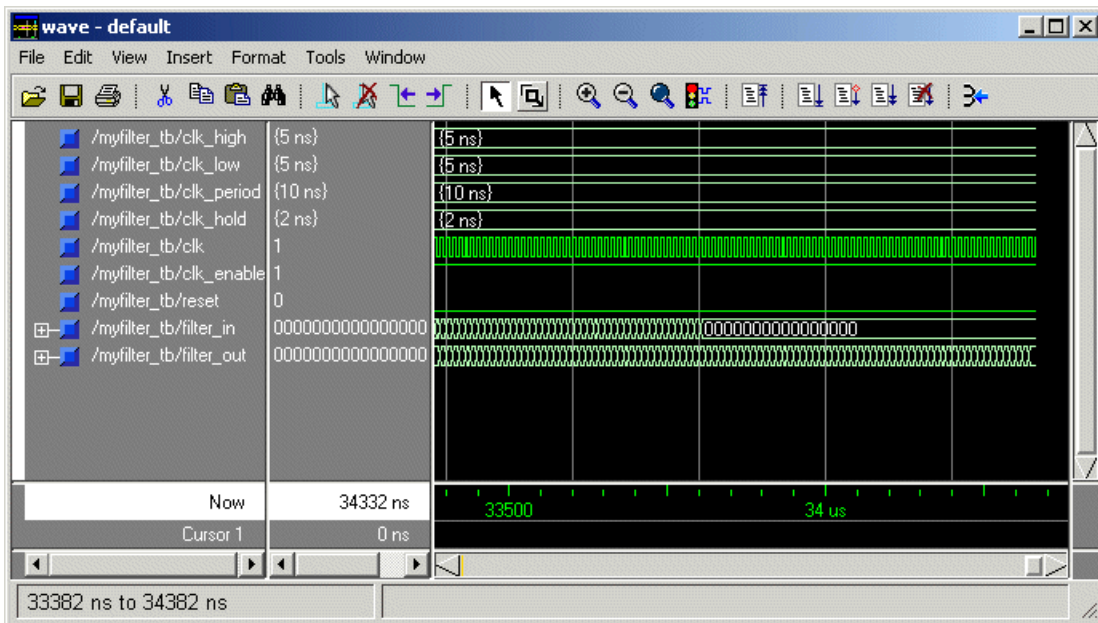 wave - default
File Edit View Insert Format Tools Window
/myfilter_tb/clk_high {5 ns} {5 ns}
/myfilter_tb/clk_low {5 ns} {5 ns}
/myfilter_tb/clk_period {10 ns} {10 ns}
/myfilter_tb/clk_hold {2 ns} {2 ns}
/myfilter_tb/clk 1
/myfilter_tb/clk_enable 1
/myfilter_tb/reset 0
/myfilter_tb/filter_in 0000000000000000 0000000000000000
/myfilter_tb/filter_out 0000000000000000
Now 34332 ns 33500 34 us
Cursor 1 0 ns
33382 ns to 34382 ns